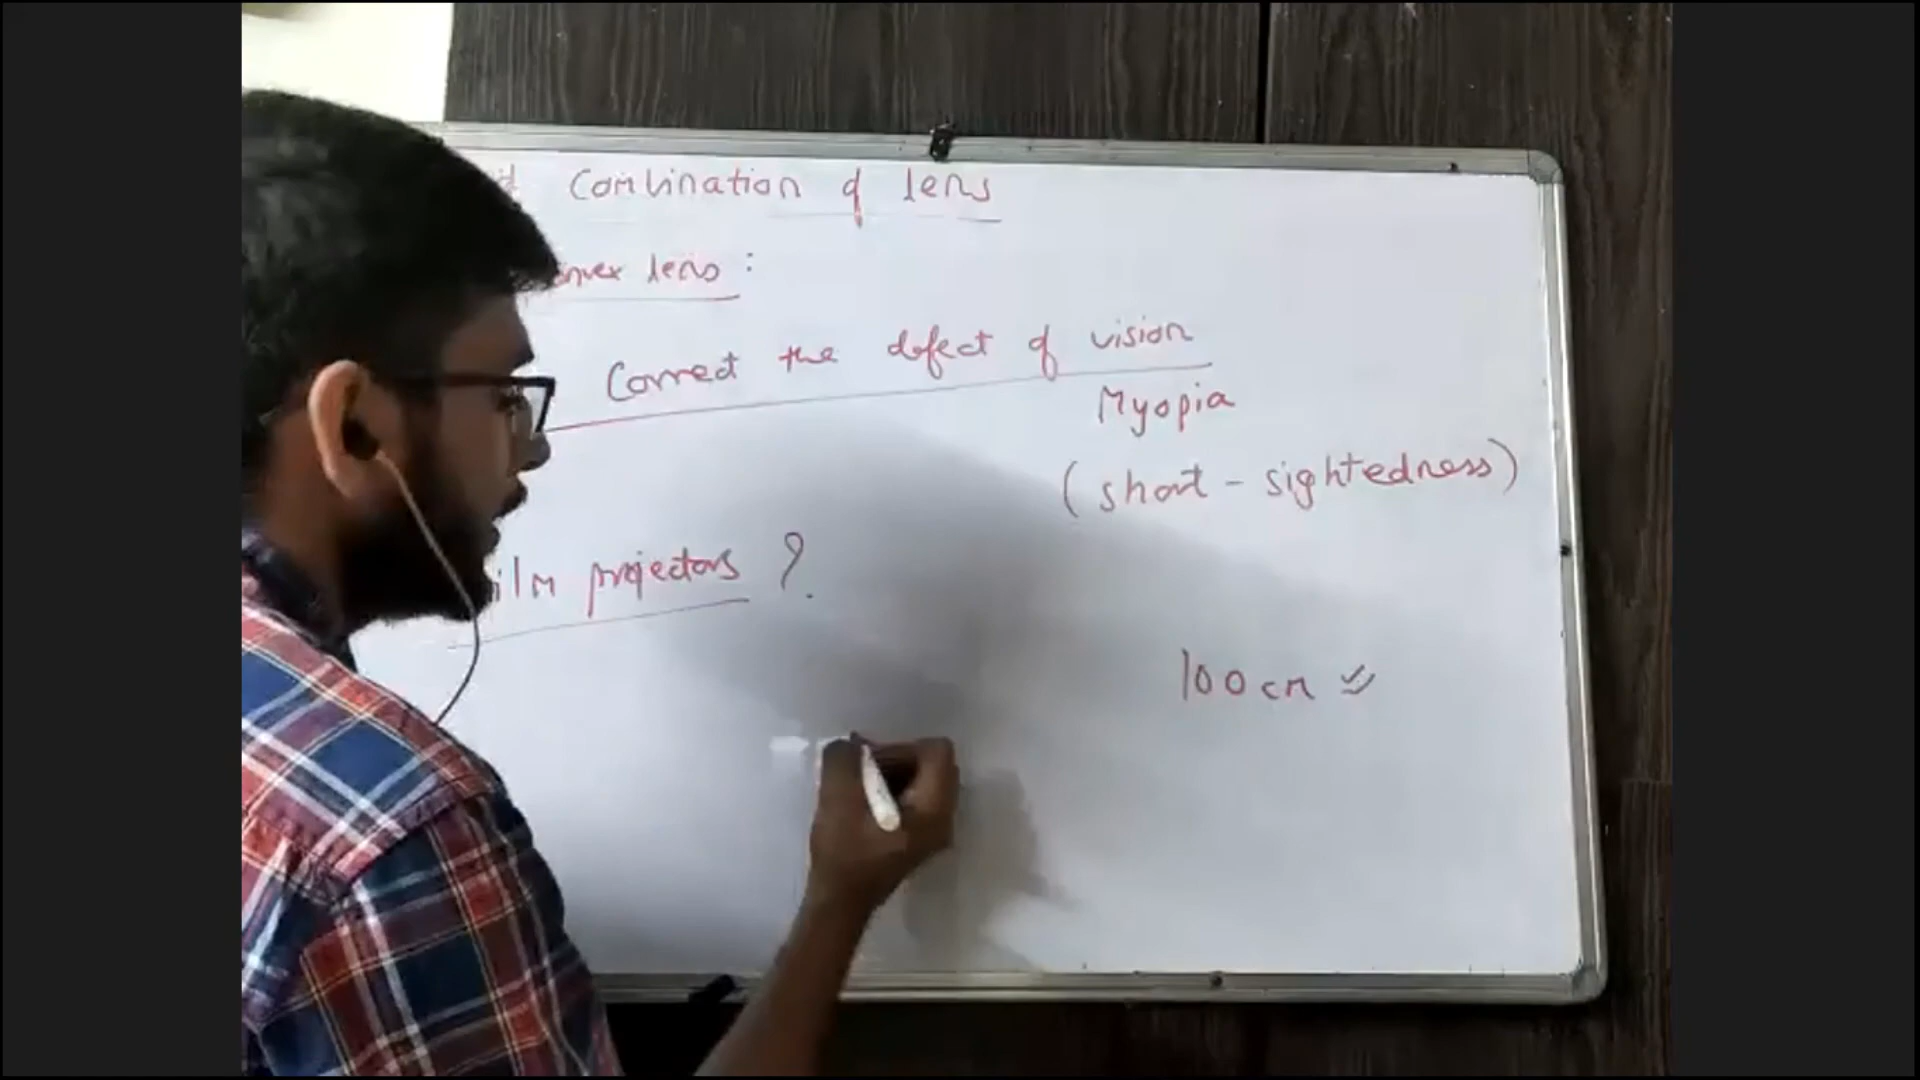 Combination of lens
lens :
Correct the defect of vision
Myopia
(short - sightedness)
projectors ?
100 cm